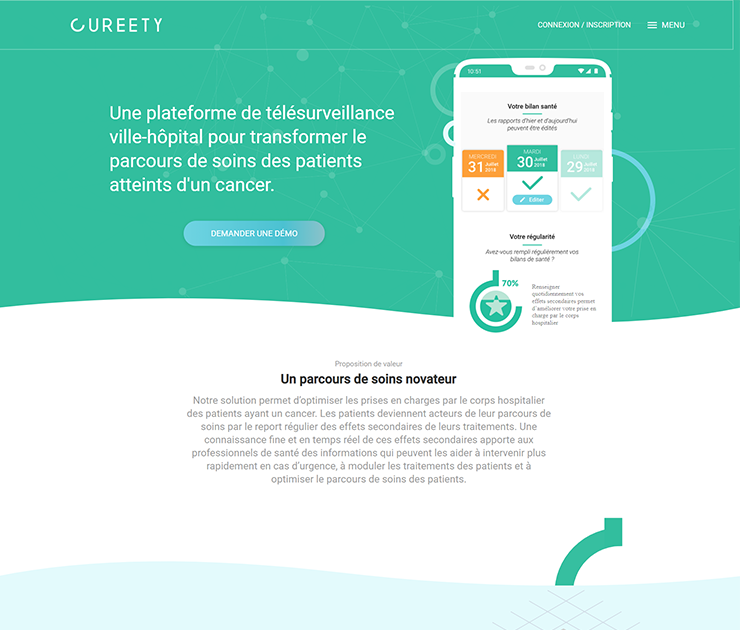 CUREETY
CONNEXION / INSCRIPTION
MENU
Une plateforme de télésurveillance
ville-hôpital pour transformer le
parcours de soins des patients
atteints d'un cancer.
DEMANDER UNE DÉMO
10:51
Votre bilan santé
Les rapports d'hier et d'aujourd'hui
peuvent être édités
MERCREDI
31 Juillet
2018
MARDI
30 Juillet
2018
Editer
LUNDI
29 Juillet
2018
Votre régularité
Avez-vous rempli régulièrement vos
bilans de santé ?
70%
Renseigner
quotidiennement vos
effets secondaires permet
d'améliorer votre prise en
charge par le corps
hospitalier
Proposition de valeur
Un parcours de soins novateur
Notre solution permet d'optimiser les prises en charges par le corps hospitalier
des patients ayant un cancer. Les patients deviennent acteurs de leur parcours de
soins par le report régulier des effets secondaires de leurs traitements. Une
connaissance fine et en temps réel de ces effets secondaires apporte aux
professionnels de santé des informations qui peuvent les aider à intervenir plus
rapidement en cas d'urgence, à moduler les traitements des patients et à
optimiser le parcours de soins des patients.